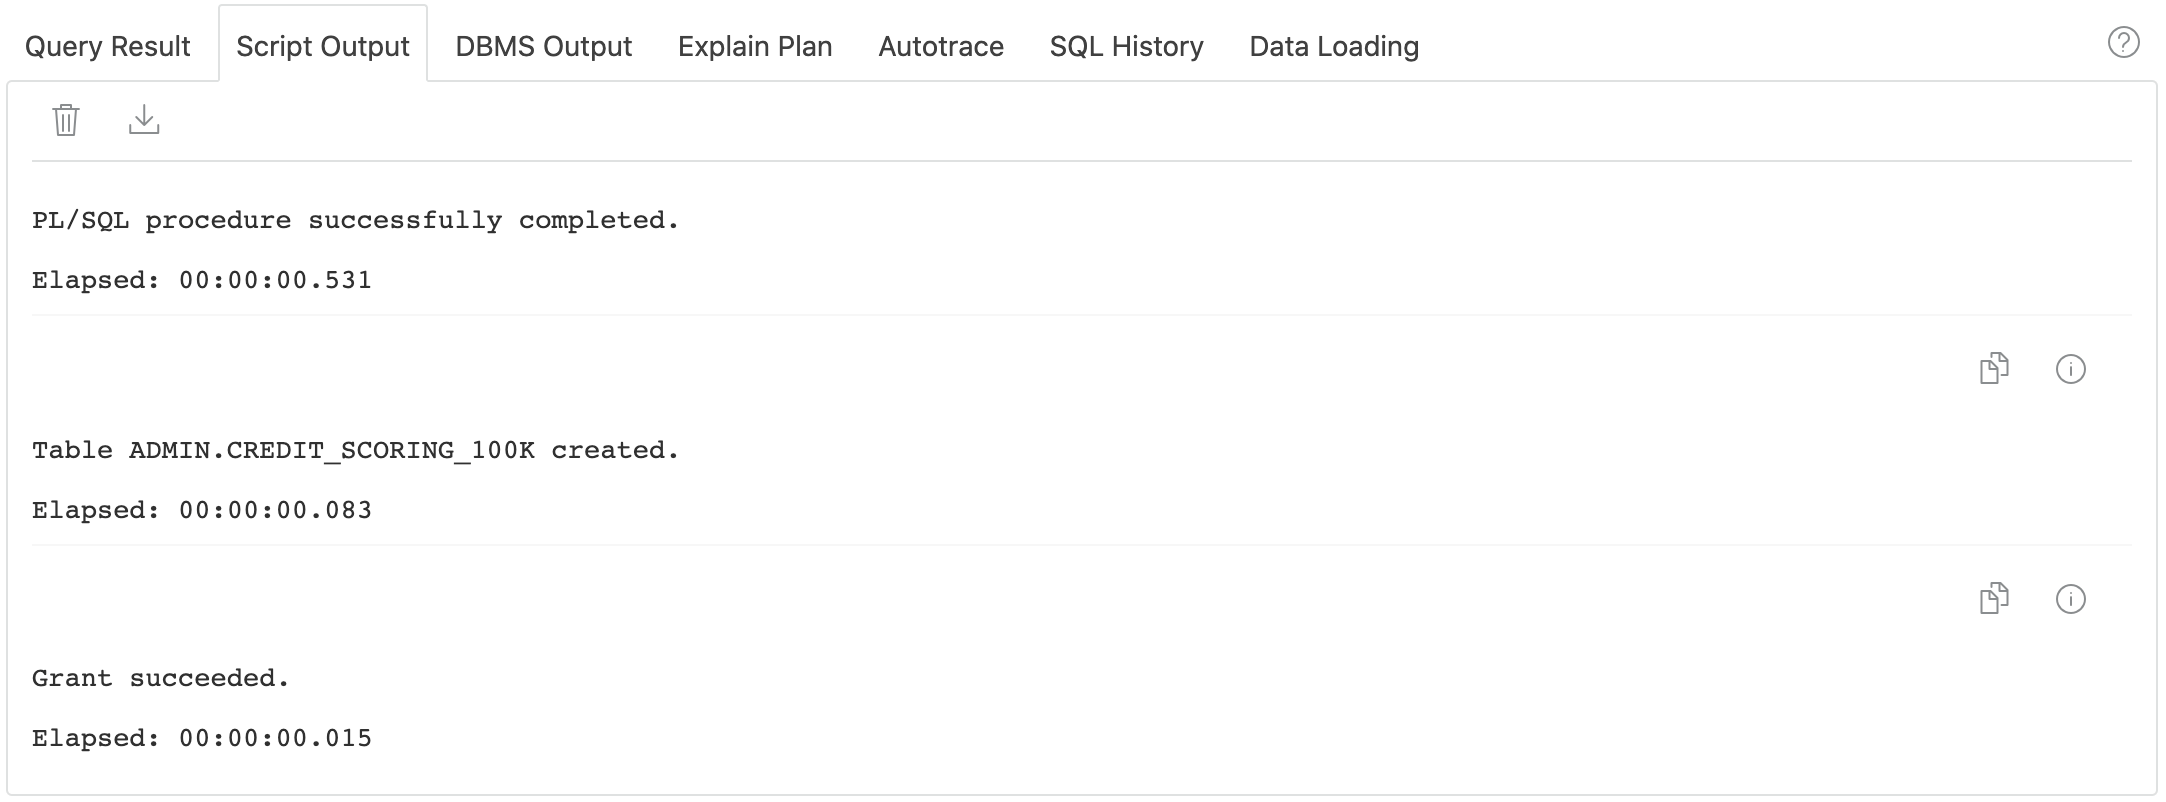 Query Result Script Output DBMS Output Explain Plan Autotrace SQL History Data Loading ?
PL/SQL procedure successfully completed.
Elapsed: 00:00:00.531
Table ADMIN.CREDIT_SCORING_100K created.
Elapsed: 00:00:00.083
Grant succeeded.
Elapsed: 00:00:00.015